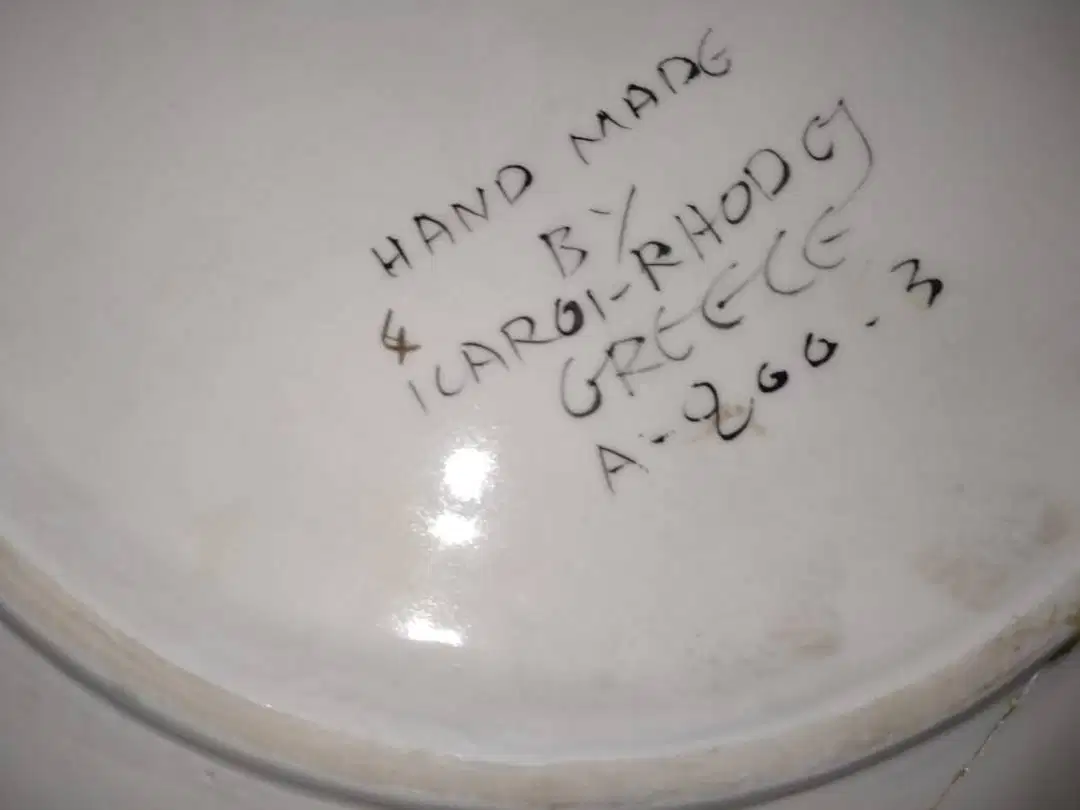 HAND MADE
BY
4
ICAROI-RHODES
GREECE
A-200-3